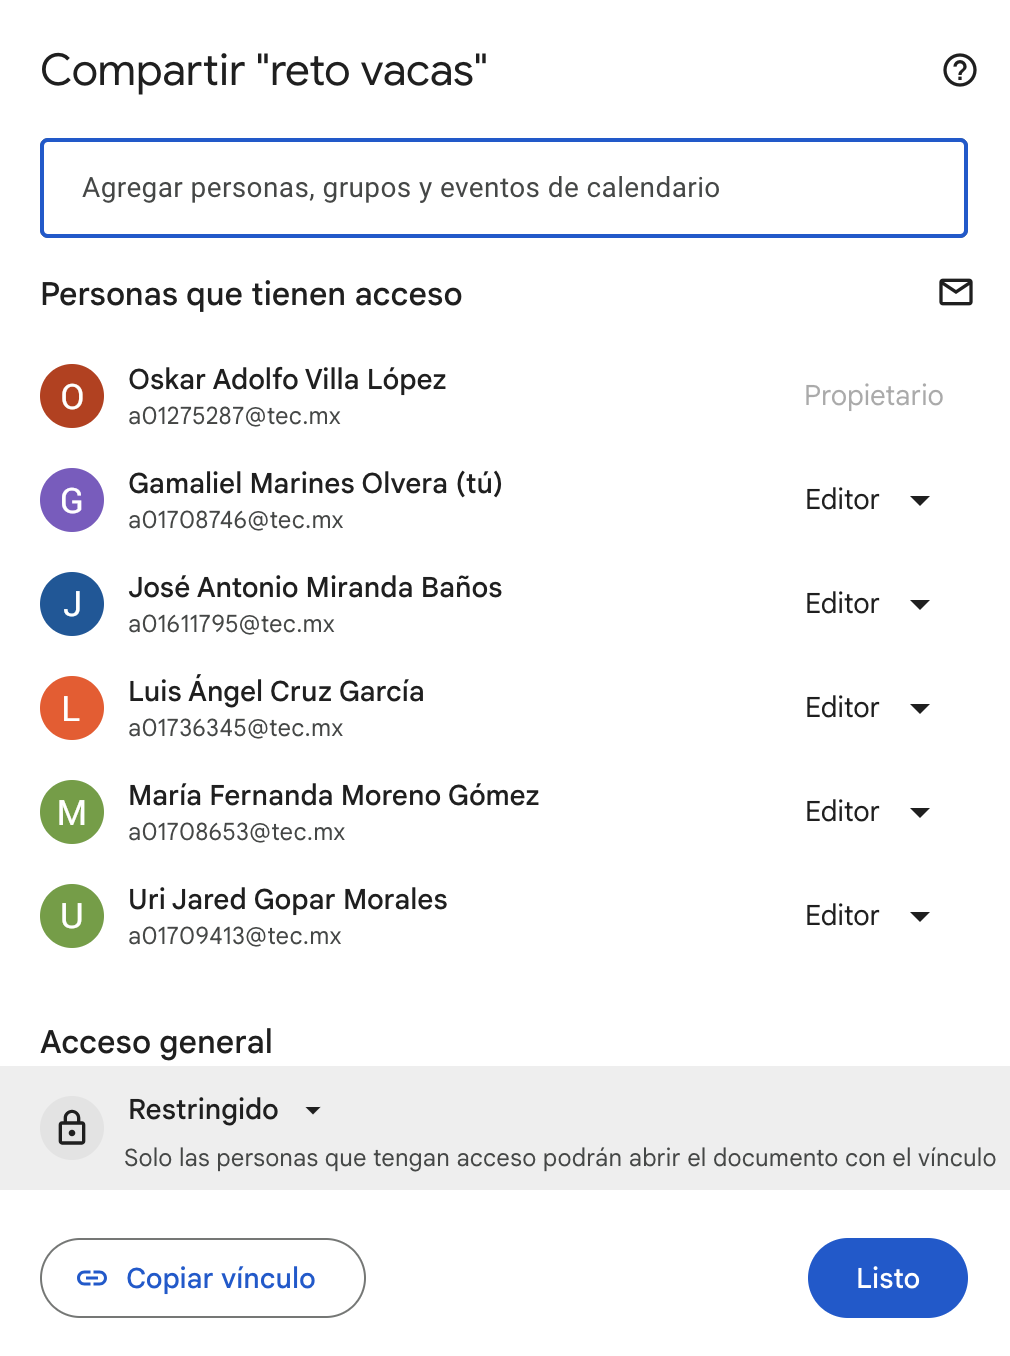 Compartir "reto vacas"
Agregar personas, grupos y eventos de calendario
Personas que tienen acceso
O
Oskar Adolfo Villa López
a01275287@tec.mx
Propietario
G
Gamaliel Marines Olvera (tú)
a01708746@tec.mx
Editor
J
José Antonio Miranda Baños
a01611795@tec.mx
Editor
L
Luis Ángel Cruz García
a01736345@tec.mx
Editor
M
María Fernanda Moreno Gómez
a01708653@tec.mx
Editor
U
Uri Jared Gopar Morales
a01709413@tec.mx
Editor
Acceso general
Restringido
Solo las personas que tengan acceso podrán abrir el documento con el vínculo
Copiar vínculo
Listo